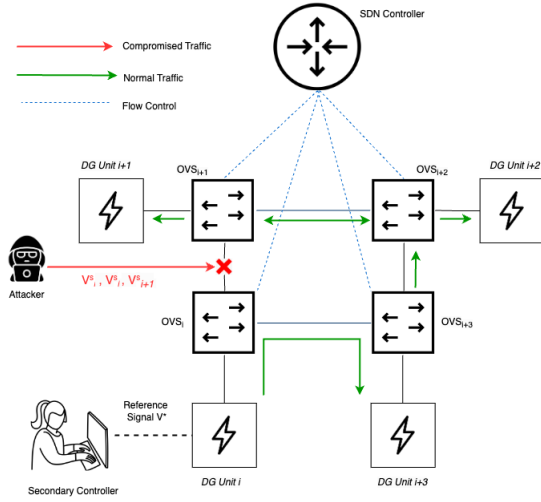 SDN Controller
Compromised Traffic
Normal Traffic
Flow Control
DG Unit i+1
OVSi+1
OVSi+2
DG Unit i+2
Attacker
Vsi , Vsi, Vsi+1
OVSi
OVSi+3
Reference
Signal V*
Secondary Controller
DG Unit i
DG Unit i+3